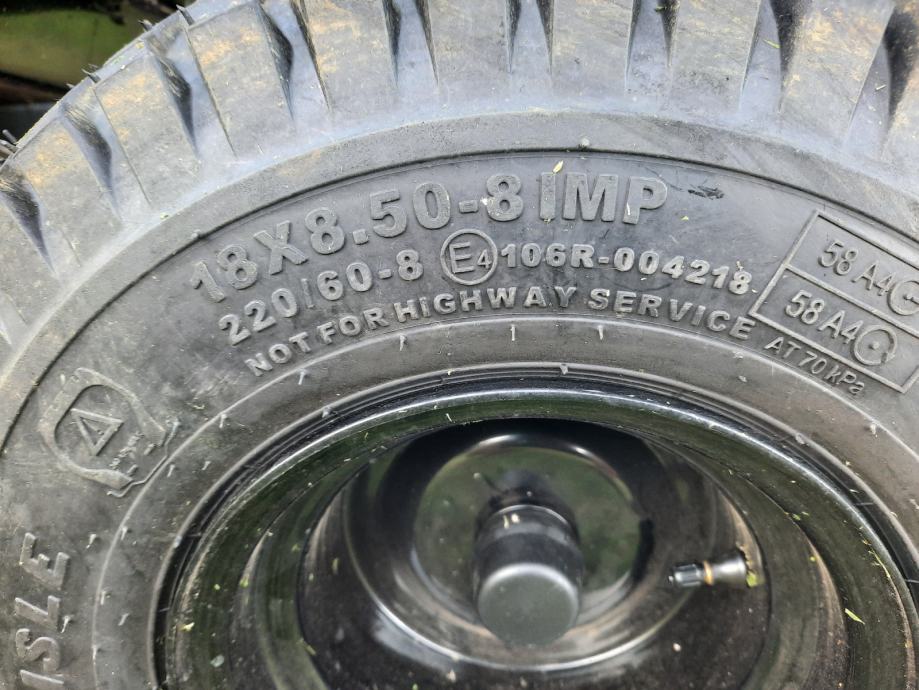 18X8.50-8 IMP
220/60-8 E4 106R-004218
NOT FOR HIGHWAY SERVICE
58 A4
58 A4
AT 70 kPa
ISLE